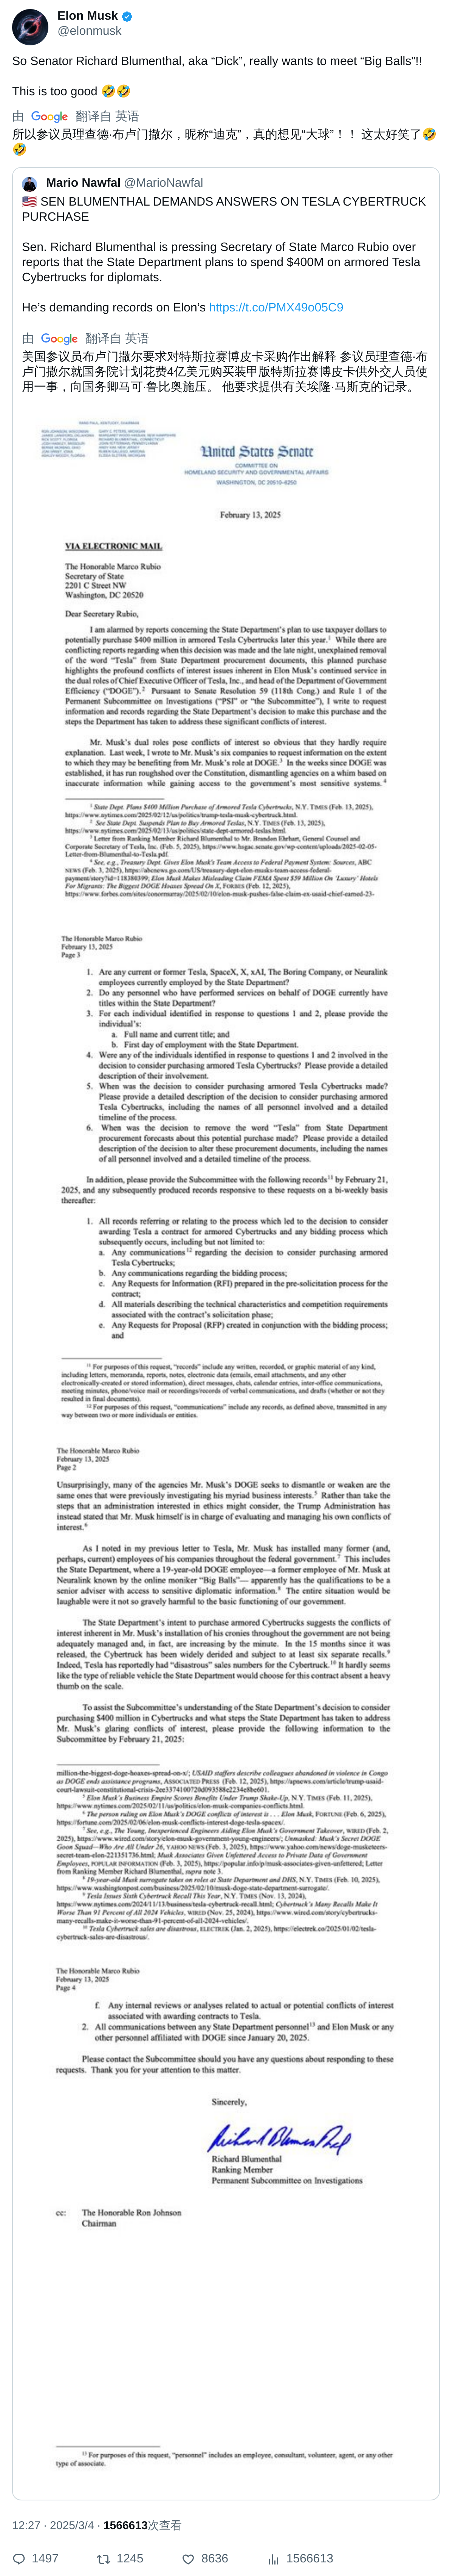 Elon Musk
@elonmusk
So Senator Richard Blumenthal, aka “Dick”, really wants to meet “Big Balls”!!
This is too good 🤣🤣
由 Google 翻译自 英语
所以参议员理查德·布卢门撒尔，昵称“迪克”，真的想见“大球”！！ 这太好笑了🤣
🤣
Mario Nawfal @MarioNawfal
🇺🇸 SEN BLUMENTHAL DEMANDS ANSWERS ON TESLA CYBERTRUCK
PURCHASE
Sen. Richard Blumenthal is pressing Secretary of State Marco Rubio over
reports that the State Department plans to spend $400M on armored Tesla
Cybertrucks for diplomats.
He’s demanding records on Elon’s https://t.co/PMX49o05C9
由 Google 翻译自 英语
美国参议员布卢门撒尔要求对特斯拉赛博皮卡采购作出解释 参议员理查德·布
卢门撒尔就国务院计划花费4亿美元购买装甲版特斯拉赛博皮卡供外交人员使
用一事，向国务卿马可·鲁比奥施压。 他要求提供有关埃隆·马斯克的记录。
United States Senate
COMMITTEE ON
HOMELAND SECURITY AND GOVERNMENTAL AFFAIRS
WASHINGTON, DC 20510–6250
February 13, 2025
VIA ELECTRONIC MAIL
The Honorable Marco Rubio
Secretary of State
2201 C Street NW
Washington, DC 20520
Dear Secretary Rubio,
I am alarmed by reports concerning the State Department’s plan to use taxpayer dollars to
potentially purchase $400 million in armored Tesla Cybertrucks later this year.1 While there are
conflicting reports regarding when this decision was made and the late night, unexplained removal
of the word “Tesla” from State Department procurement documents, this planned purchase
highlights the profound conflicts of interest issues inherent in Elon Musk’s continued service in
the dual roles of Chief Executive Officer of Tesla, Inc., and head of the Department of Government
Efficiency (“DOGE”).2 Pursuant to Senate Resolution 59 (118th Cong.) and Rule 1 of the
Permanent Subcommittee on Investigations (“PSI” or “the Subcommittee”), I write to request
information and records regarding the State Department’s decision to make this purchase and the
steps the Department has taken to address these significant conflicts of interest.
Mr. Musk’s dual roles pose conflicts of interest so obvious that they hardly require
explanation. Last week, I wrote to Mr. Musk’s six companies to request information on the extent
to which they may be benefiting from Mr. Musk’s role at DOGE.3 In the weeks since DOGE was
established, it has run roughshod over the Constitution, dismantling agencies on a whim based on
inaccurate information while gaining access to the government’s most sensitive systems.4
1 State Dept. Plans $400 Million Purchase of Armored Tesla Cybertrucks, N.Y. TIMES (Feb. 13, 2025),
https://www.nytimes.com/2025/02/12/us/politics/trump-tesla-musk-cybertruck.html.
2 See State Dept. Suspends Plan to Buy Armored Teslas, N.Y. TIMES (Feb. 13, 2025),
https://www.nytimes.com/2025/02/13/us/politics/state-dept-armored-teslas.html.
3 Letter from Ranking Member Richard Blumenthal to Mr. Brandon Ehrhart, General Counsel and
Corporate Secretary of Tesla, Inc. (Feb. 5, 2025), https://www.hsgac.senate.gov/wp-content/uploads/2025-02-05-
Letter-from-Blumenthal-to-Tesla.pdf.
4 See, e.g., Treasury Dept. Gives Elon Musk's Team Access to Federal Payment System: Sources, ABC
NEWS (Feb. 3, 2025), https://abcnews.go.com/US/treasury-dept-elon-musks-team-access-federal-
payment/story?id=118380399; Elon Musk Makes Misleading Claim FEMA Spent $59 Million On ‘Luxury’ Hotels
For Migrants: The Biggest DOGE Hoaxes Spread On X, FORBES (Feb. 12, 2025),
https://www.forbes.com/sites/conormurray/2025/02/10/elon-musk-pushes-false-claim-ex-usaid-chief-earned-23-
The Honorable Marco Rubio
February 13, 2025
Page 3
1. Are any current or former Tesla, SpaceX, X, xAI, The Boring Company, or Neuralink
employees currently employed by the State Department?
2. Do any personnel who have performed services on behalf of DOGE currently have
titles within the State Department?
3. For each individual identified in response to questions 1 and 2, please provide the
individual’s:
a. Full name and current title; and
b. First day of employment with the State Department.
4. Were any of the individuals identified in response to questions 1 and 2 involved in the
decision to consider purchasing armored Tesla Cybertrucks? Please provide a detailed
description of their involvement.
5. When was the decision to consider purchasing armored Tesla Cybertrucks made?
Please provide a detailed description of the decision to consider purchasing armored
Tesla Cybertrucks, including the names of all personnel involved and a detailed
timeline of the process.
6. When was the decision to remove the word “Tesla” from State Department
procurement forecasts about this potential purchase made? Please provide a detailed
description of the decision to alter these procurement documents, including the names
of all personnel involved and a detailed timeline of the process.
In addition, please provide the Subcommittee with the following records11 by February 21,
2025, and any subsequently produced records responsive to these requests on a bi-weekly basis
thereafter:
1. All records referring or relating to the process which led to the decision to consider
awarding Tesla a contract for armored Cybertrucks and any bidding process which
subsequently occurs, including but not limited to:
a. Any communications12 regarding the decision to consider purchasing armored
Tesla Cybertrucks;
b. Any communications regarding the bidding process;
c. Any Requests for Information (RFI) prepared in the pre-solicitation process for the
contract;
d. All materials describing the technical characteristics and competition requirements
associated with the contract’s solicitation phase;
e. Any Requests for Proposal (RFP) created in conjunction with the bidding process;
and
11 For purposes of this request, “records” include any written, recorded, or graphic material of any kind,
including letters, memoranda, reports, notes, electronic data (emails, email attachments, and any other
electronically-created or stored information), direct messages, chats, calendar entries, inter-office communications,
meeting minutes, phone/voice mail or recordings/records of verbal communications, and drafts (whether or not they
resulted in final documents).
12 For purposes of this request, “communications” include any records, as defined above, transmitted in any
way between two or more individuals or entities.
The Honorable Marco Rubio
February 13, 2025
Page 2
Unsurprisingly, many of the agencies Mr. Musk’s DOGE seeks to dismantle or weaken are the
same ones that were previously investigating his myriad business interests.5 Rather than take the
steps that an administration interested in ethics might consider, the Trump Administration has
instead stated that Mr. Musk himself is in charge of evaluating and managing his own conflicts of
interest.6
As I noted in my previous letter to Tesla, Mr. Musk has installed many former (and,
perhaps, current) employees of his companies throughout the federal government.7 This includes
the State Department, where a 19-year-old DOGE employee—a former employee of Mr. Musk at
Neuralink known by the online moniker “Big Balls”— apparently has the qualifications to be a
senior adviser with access to sensitive diplomatic information.8 The entire situation would be
laughable were it not so gravely harmful to the basic functioning of our government.
The State Department’s intent to purchase armored Cybertrucks suggests the conflicts of
interest inherent in Mr. Musk’s installation of his cronies throughout the government are not being
adequately managed and, in fact, are increasing by the minute. In the 15 months since it was
released, the Cybertruck has been widely derided and subject to at least six separate recalls.9
Indeed, Tesla has reportedly had “disastrous” sales numbers for the Cybertruck.10 It hardly seems
like the type of reliable vehicle the State Department would choose for this contract absent a heavy
thumb on the scale.
To assist the Subcommittee’s understanding of the State Department’s decision to consider
purchasing $400 million in Cybertrucks and what steps the State Department has taken to address
Mr. Musk’s glaring conflicts of interest, please provide the following information to the
Subcommittee by February 21, 2025:
million-the-biggest-doge-hoaxes-spread-on-x/; USAID staffers describe colleagues abandoned in violence in Congo
as DOGE ends assistance programs, ASSOCIATED PRESS (Feb. 12, 2025), https://apnews.com/article/trump-usaid-
court-lawsuit-constitutional-crisis-2ee3374100720d093588e2234ef8e601.
5 Elon Musk’s Business Empire Scores Benefits Under Trump Shake-Up, N.Y. TIMES (Feb. 11, 2025),
https://www.nytimes.com/2025/02/11/us/politics/elon-musk-companies-conflicts.html.
6 The person ruling on Elon Musk’s DOGE conflict of interest is . . . Elon Musk, FORTUNE (Feb. 6, 2025),
https://fortune.com/2025/02/06/elon-musk-conflicts-interest-doge-tesla-spacex/.
7 See, e.g., The Young, Inexperienced Engineers Aiding Elon Musk’s Government Takeover, WIRED (Feb. 2,
2025), https://www.wired.com/story/elon-musk-government-young-engineers/; Unmasked: Musk’s Secret DOGE
Goon Squad—Who Are All Under 26, YAHOO NEWS (Feb. 3, 2025), https://www.yahoo.com/news/doge-musketeers-
secret-team-elon-221351736.html; Musk Associates Given Unfettered Access to Private Data of Government
Employees, POPULAR INFORMATION (Feb. 3, 2025), https://popular.info/p/musk-associates-given-unfettered; Letter
from Ranking Member Richard Blumenthal, supra note 3.
8 19-year-old Musk surrogate takes on roles at State Department and DHS, N.Y. TIMES (Feb. 10, 2025),
https://www.washingtonpost.com/business/2025/02/10/musk-doge-state-department-surrogate/.
9 Tesla Issues Sixth Cybertruck Recall This Year, N.Y. TIMES (Nov. 13, 2024),
https://www.nytimes.com/2024/11/13/business/tesla-cybertruck-recall.html; Cybertruck’s Many Recalls Make It
Worse Than 91 Percent of All 2024 Vehicles, WIRED (Nov. 25, 2024), https://www.wired.com/story/cybertrucks-
many-recalls-make-it-worse-than-91-percent-of-all-2024-vehicles/.
10 Tesla Cybertruck sales are disastrous, ELECTREK (Jan. 2, 2025), https://electrek.co/2025/01/02/tesla-
cybertruck-sales-are-disastrous/.
The Honorable Marco Rubio
February 13, 2025
Page 4
f. Any internal reviews or analyses related to actual or potential conflicts of interest
associated with awarding contracts to Tesla.
2. All communications between any State Department personnel13 and Elon Musk or any
other personnel affiliated with DOGE since January 20, 2025.
Please contact the Subcommittee should you have any questions about responding to these
requests. Thank you for your attention to this matter.
Sincerely,
Richard Blumenthal
Richard Blumenthal
Ranking Member
Permanent Subcommittee on Investigations
cc: The Honorable Ron Johnson
Chairman
13 For purposes of this request, “personnel” includes an employee, consultant, volunteer, agent, or any other
type of associate.
12:27 · 2025/3/4 · 1566613次查看
1497 1245 8636 1566613